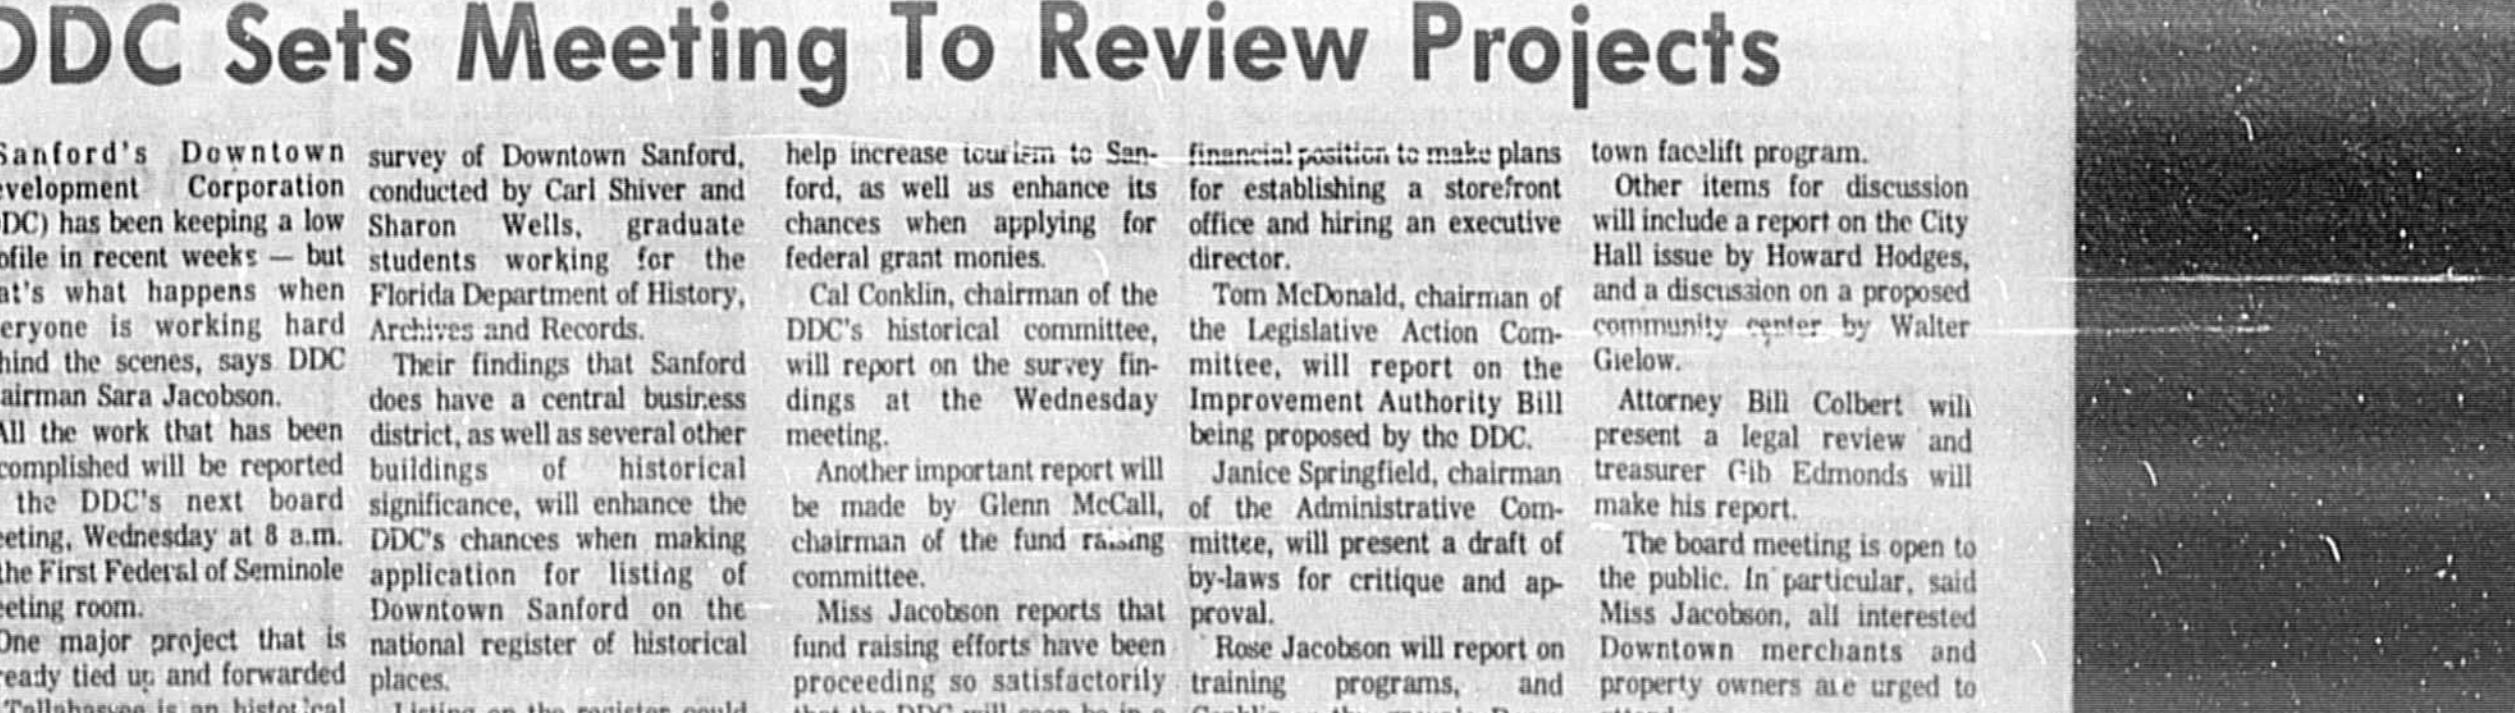 DDC Sets Meeting To Review Projects
Sanford's Downtown
evelopment Corporation
DC) has been keeping a low
ofile in recent weeks — but
at's what happens when
eryone is working hard
hind the scenes, says DDC
airman Sara Jacobson.
All the work that has been
complished will be reported
the DDC's next board
eeting, Wednesday at 8 a.m.
the First Federal of Seminole
eeting room.
One major project that is
ready tied up and forwarded
Tallahassee is an historical
survey of Downtown Sanford,
conducted by Carl Shiver and
Sharon Wells, graduate
students working for the
Florida Department of History,
Archives and Records.
Their findings that Sanford
does have a central business
district, as well as several other
buildings of historical
significance, will enhance the
DDC's chances when making
application for listing of
Downtown Sanford on the
national register of historical
places.
Listing on the register could
help increase tourism to San-
ford, as well as enhance its
chances when applying for
federal grant monies.
Cal Conklin, chairman of the
DDC's historical committee,
will report on the survey fin-
dings at the Wednesday
meeting.
Another important report will
be made by Glenn McCall,
chairman of the fund raising
committee.
Miss Jacobson reports that
fund raising efforts have been
proceeding so satisfactorily
that the DDC will soon be in a
financial position to make plans
for establishing a storefront
office and hiring an executive
director.
Tom McDonald, chairman of
the Legislative Action Com-
mittee, will report on the
Improvement Authority Bill
being proposed by the DDC.
Janice Springfield, chairman
of the Administrative Com-
mittee, will present a draft of
by-laws for critique and ap-
proval.
Rose Jacobson will report on
training programs, and
town facelift program.
Other items for discussion
will include a report on the City
Hall issue by Howard Hodges,
and a discussion on a proposed
community center by Walter
Gielow.
Attorney Bill Colbert will
present a legal review and
treasurer Gib Edmonds will
make his report.
The board meeting is open to
the public. In particular, said
Miss Jacobson, all interested
Downtown merchants and
property owners are urged to